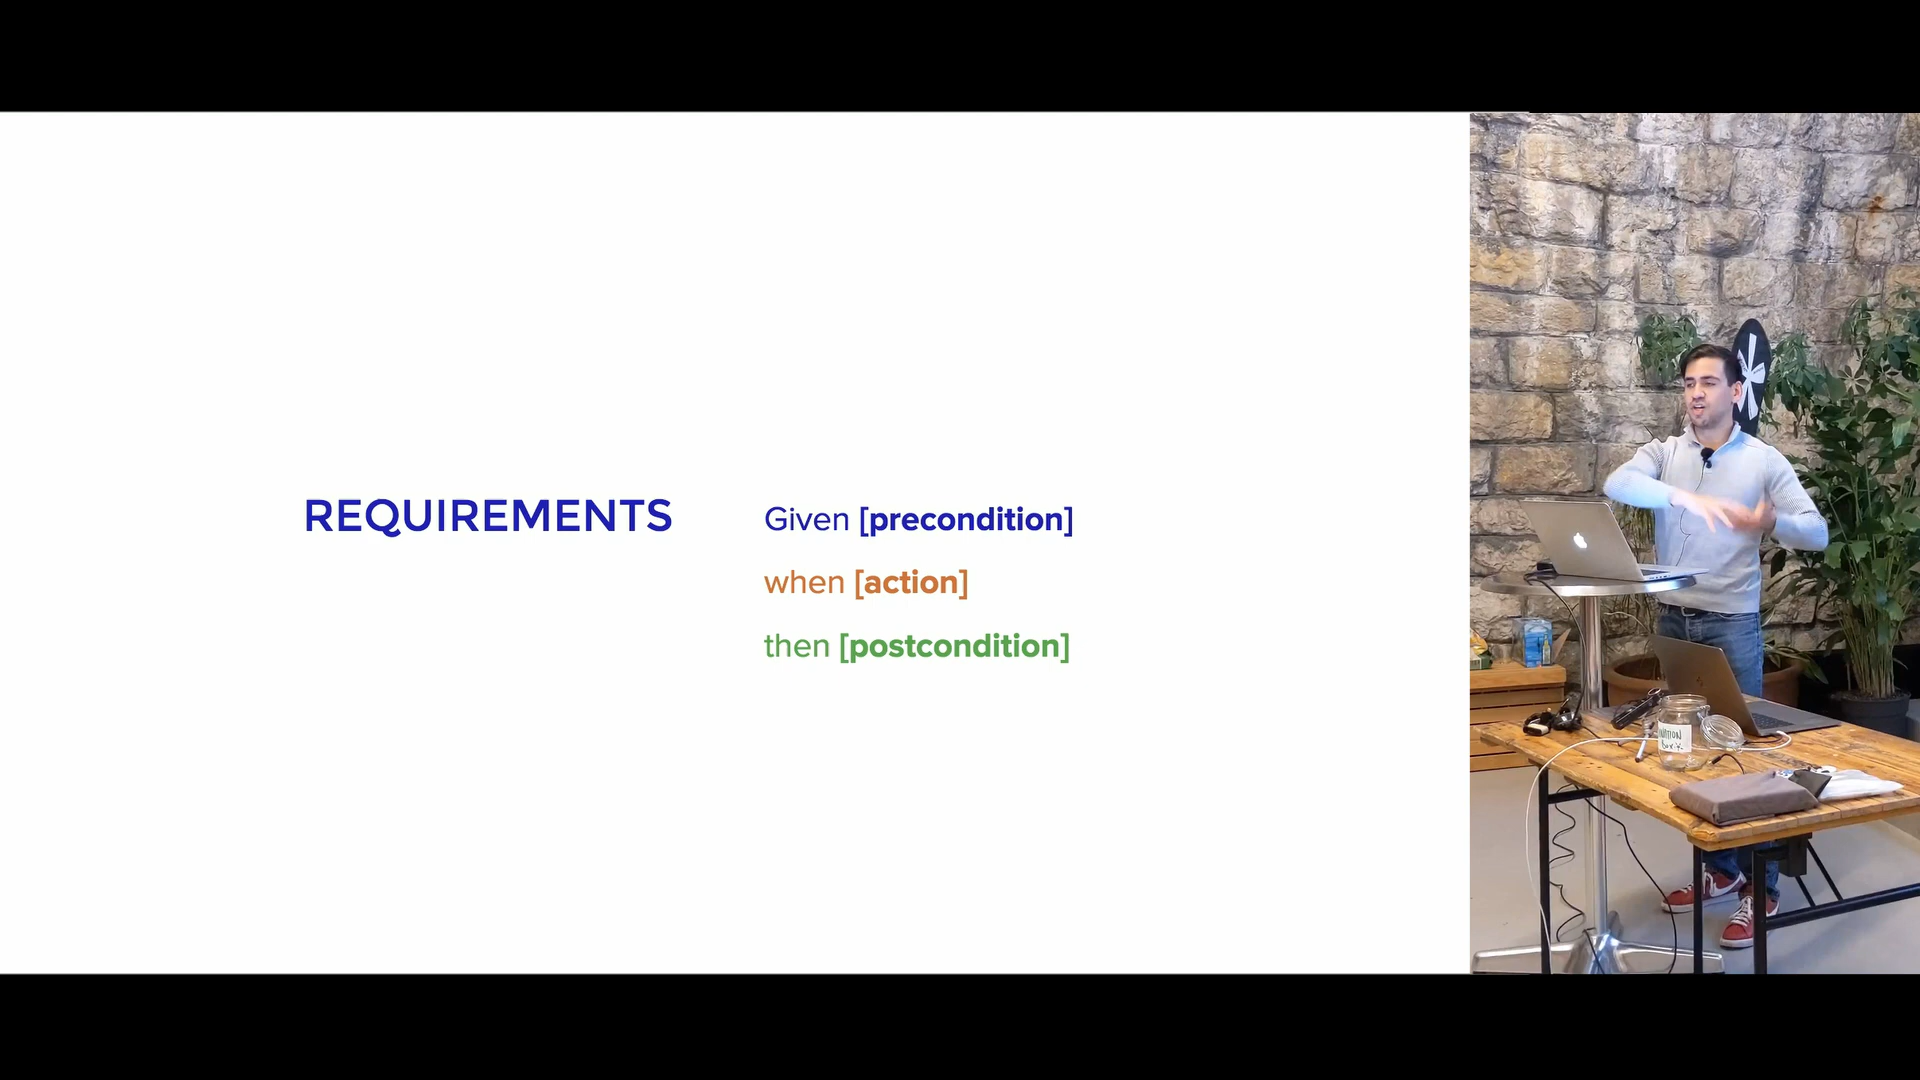 REQUIREMENTS
Given [precondition]
when [action]
then [postcondition]